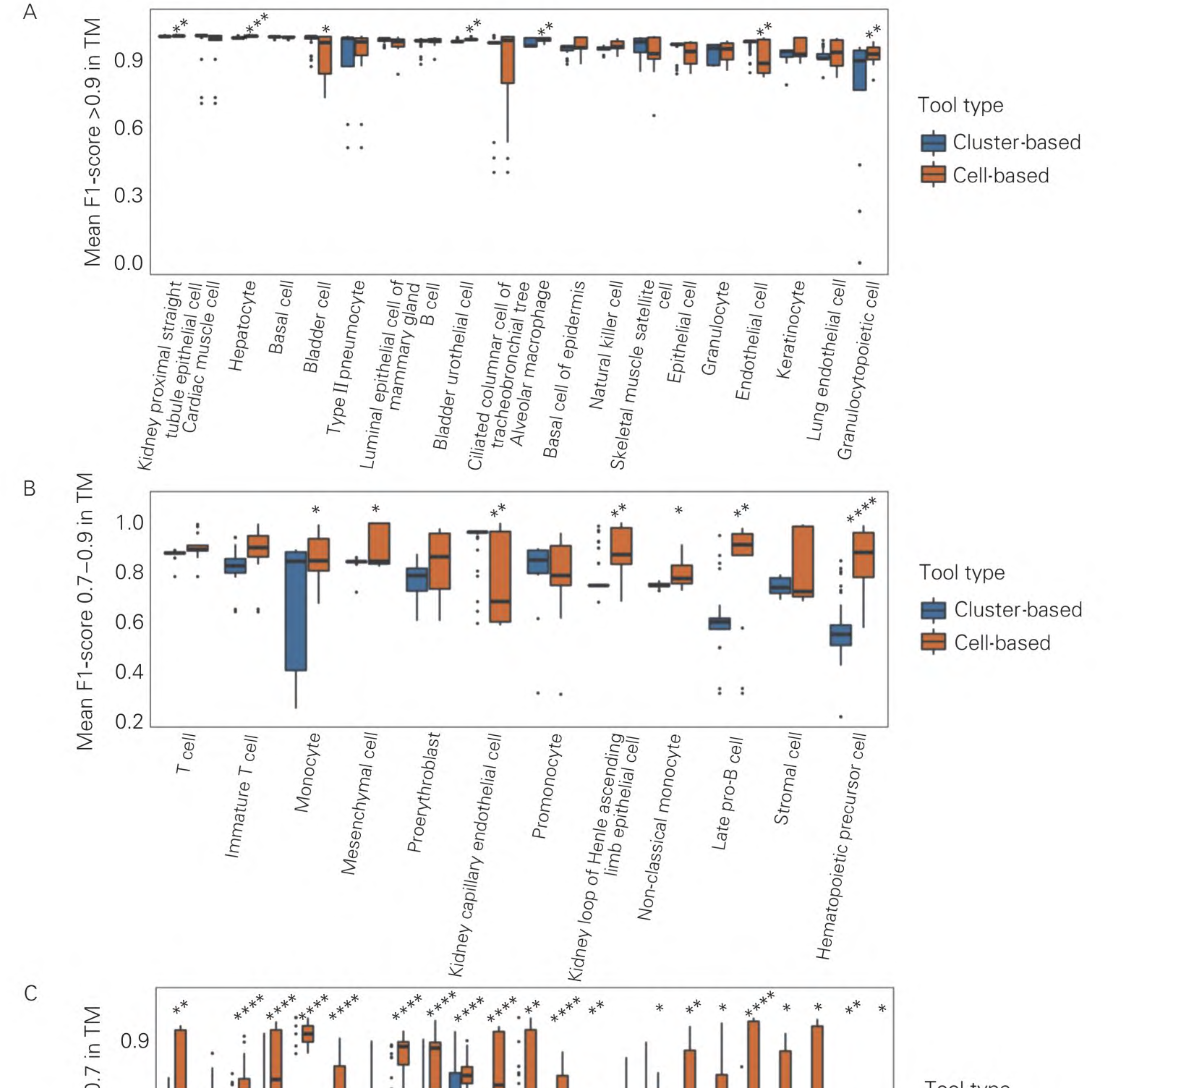 A
Mean F1-score >0.9 in TM
0.9
0.6
0.3
0.0
**
***
*
**
**
**
**
Kidney proximal straight
tubule epithelial cell
Cardiac muscle cell
Hepatocyte
Basal cell
Bladder cell
Type II pneumocyte
Luminal epithelial cell of
mammary gland
B cell
Bladder urothelial cell
Ciliated columnar cell of
tracheobronchial tree
Alveolar macrophage
Basal cell of epidermis
Natural killer cell
Skeletal muscle satellite
cell
Epithelial cell
Granulocyte
Endothelial cell
Keratinocyte
Lung endothelial cell
Granulocytopoietic cell
Tool type
Cluster-based
Cell-based
B
Mean F1-score 0.7–0.9 in TM
1.0
0.8
0.6
0.4
0.2
*
*
**
**
*
**
****
T cell
Immature T cell
Monocyte
Mesenchymal cell
Proerythroblast
Kidney capillary endothelial cell
Promonocyte
Kidney loop of Henle ascending
limb epithelial cell
Non-classical monocyte
Late pro-B cell
Stromal cell
Hematopoietic precursor cell
Tool type
Cluster-based
Cell-based
C
0.7 in TM
0.9
**
****
****
****
****
****
****
****
****
**
****
**
*
**
*
****
*
*
**
*
Tool type